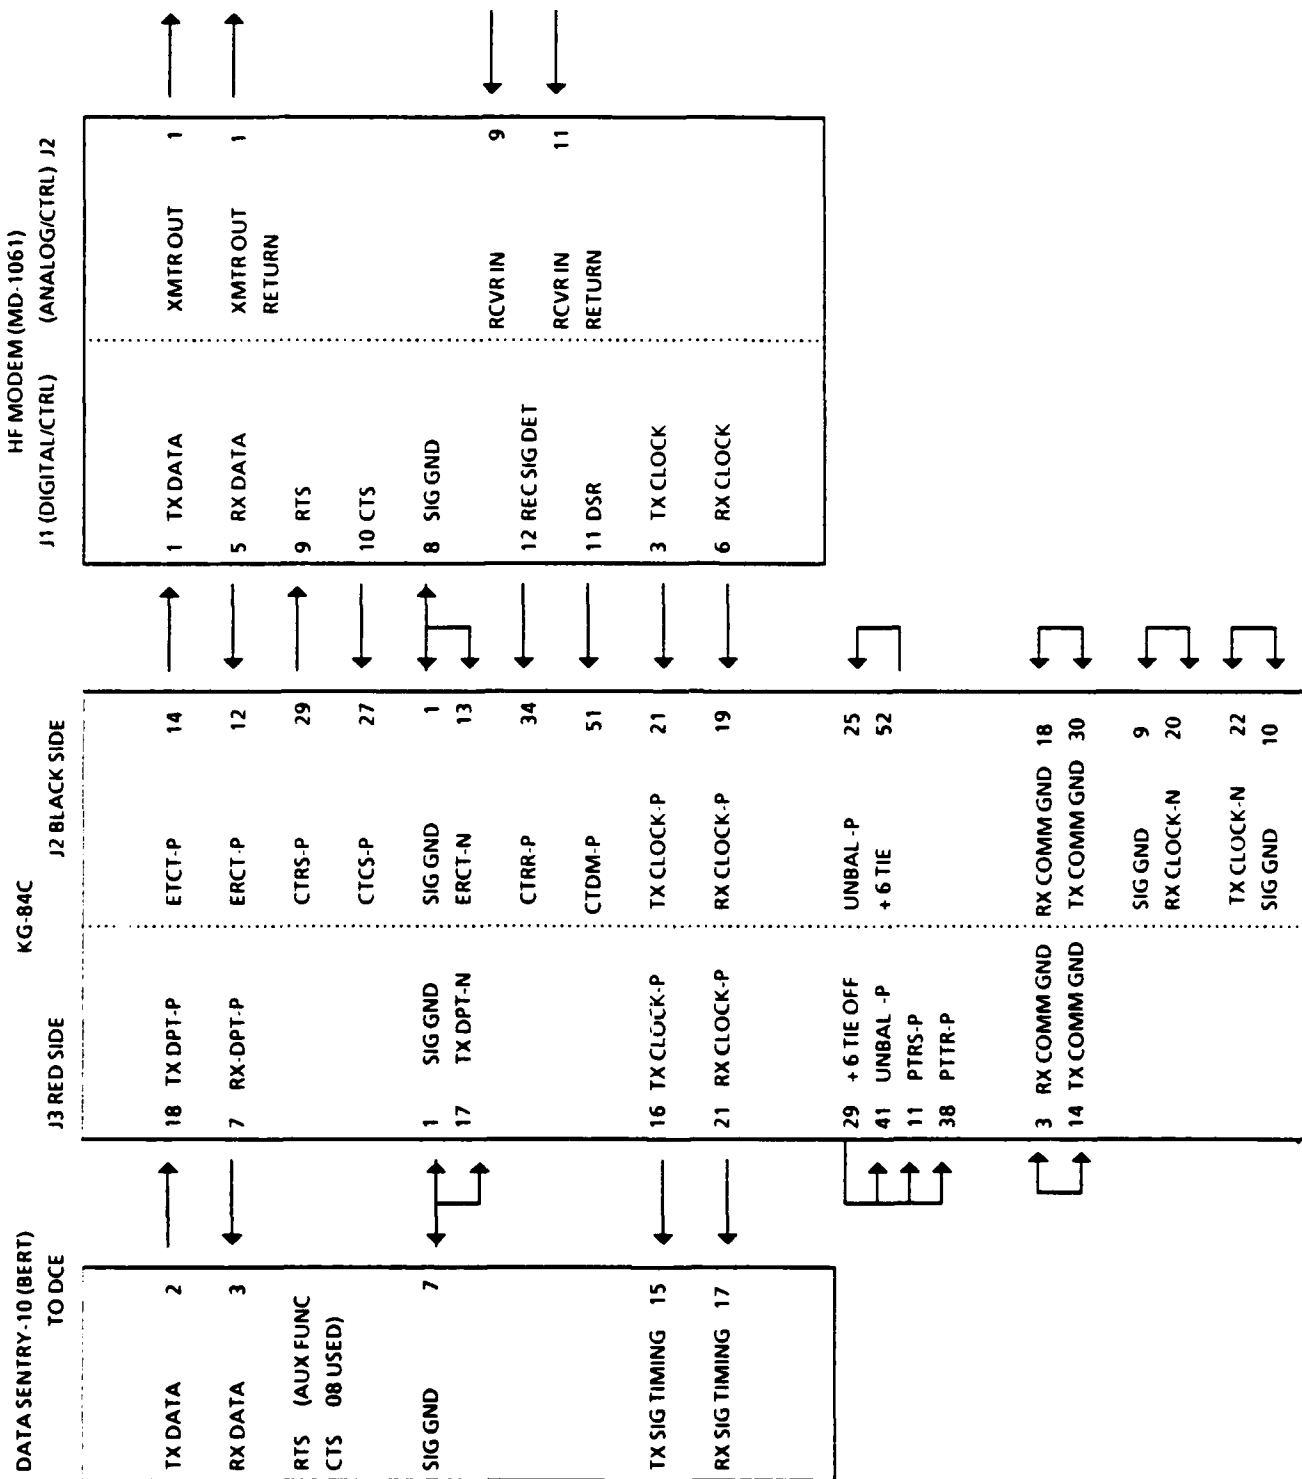 DATA SENTRY-10 (BERT)
TO DCE
TX DATA 2
RX DATA 3
RTS (AUX FUNC
CTS 08 USED)
SIG GND 7
TX SIG TIMING 15
RX SIG TIMING 17
KG-84C
J3 RED SIDE
J2 BLACK SIDE
18 TX DPT-P
7 RX-DPT-P
1 SIG GND
17 TX DPT-N
16 TX CLOCK-P
21 RX CLOCK-P
29 +6 TIE OFF
41 UNBAL -P
11 PTRS-P
38 PTTR-P
3 RX COMM GND
14 TX COMM GND
ETCT-P 14
ERCT-P 12
CTRS-P 29
CTCS-P 27
SIG GND 1
ERCT-N 13
CTRR-P 34
CTDM-P 51
TX CLOCK-P 21
RX CLOCK-P 19
UNBAL -P 25
+6 TIE 52
RX COMM GND 18
TX COMM GND 30
SIG GND 9
RX CLOCK-N 20
TX CLOCK-N 22
SIG GND 10
HF MODEM (MD-1061)
J1 (DIGITAL/CTRL) (ANALOG/CTRL) J2
1 TX DATA
5 RX DATA
9 RTS
10 CTS
8 SIG GND
12 REC SIG DET
11 DSR
3 TX CLOCK
6 RX CLOCK
XMTR OUT 1
XMTR OUT 1
RETURN
RCVR IN 9
RCVR IN 11
RETURN